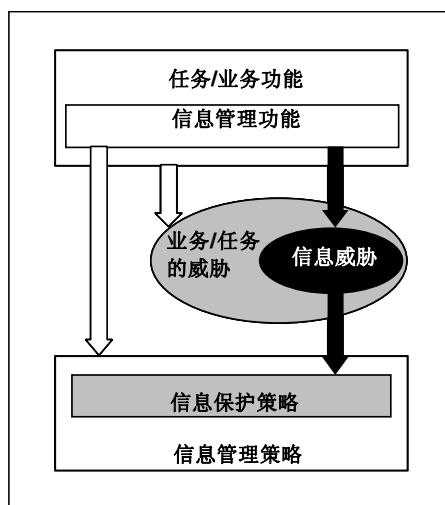 任务/业务功能
信息管理功能
业务/任务
的威胁
信息威胁
信息保护策略
信息管理策略